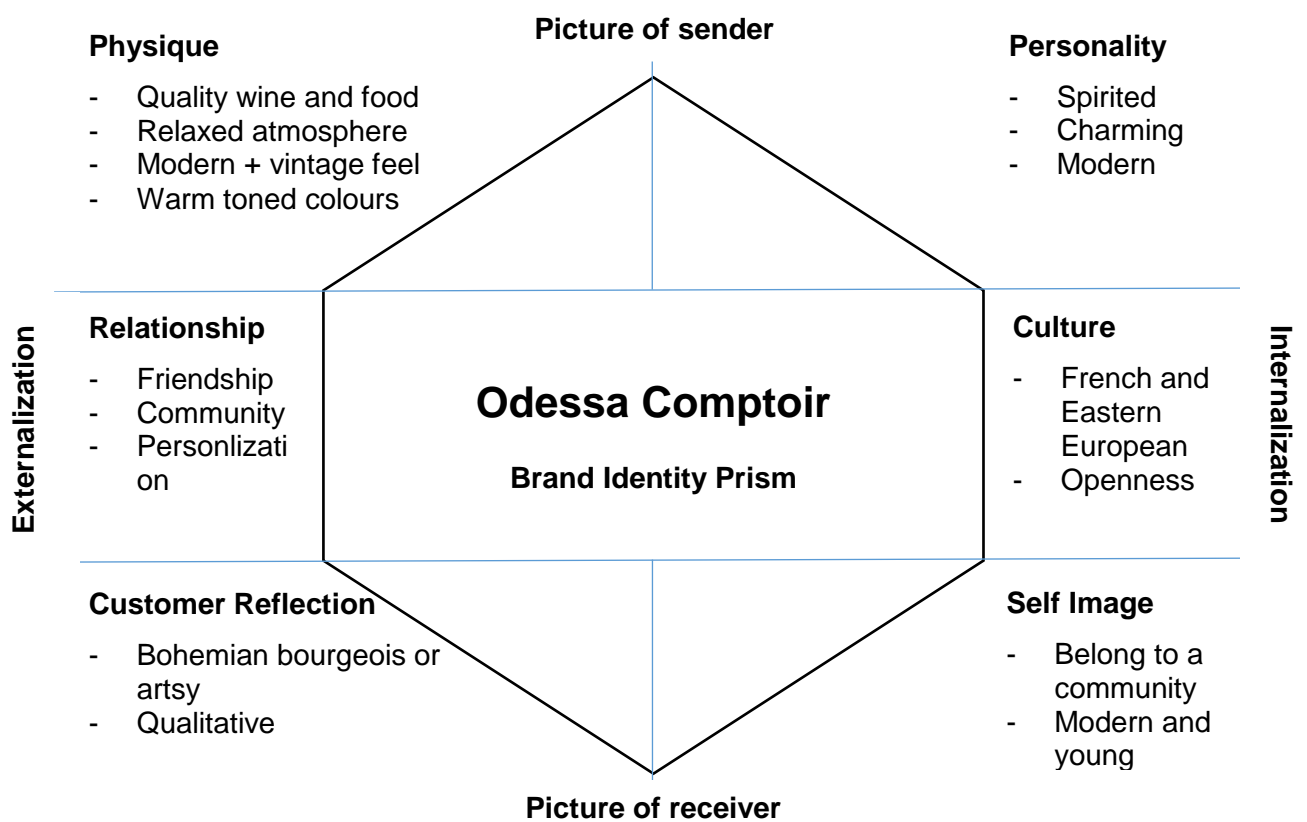 Picture of sender
Physique
- Quality wine and food
- Relaxed atmosphere
- Modern + vintage feel
- Warm toned colours
Personality
- Spirited
- Charming
- Modern
Externalization
Relationship
- Friendship
- Community
- Personlizati
on
Odessa Comptoir
Brand Identity Prism
Culture
- French and
Eastern
European
- Openness
Internalization
Customer Reflection
- Bohemian bourgeois or
artsy
- Qualitative
Self Image
- Belong to a
community
- Modern and
young
Picture of receiver